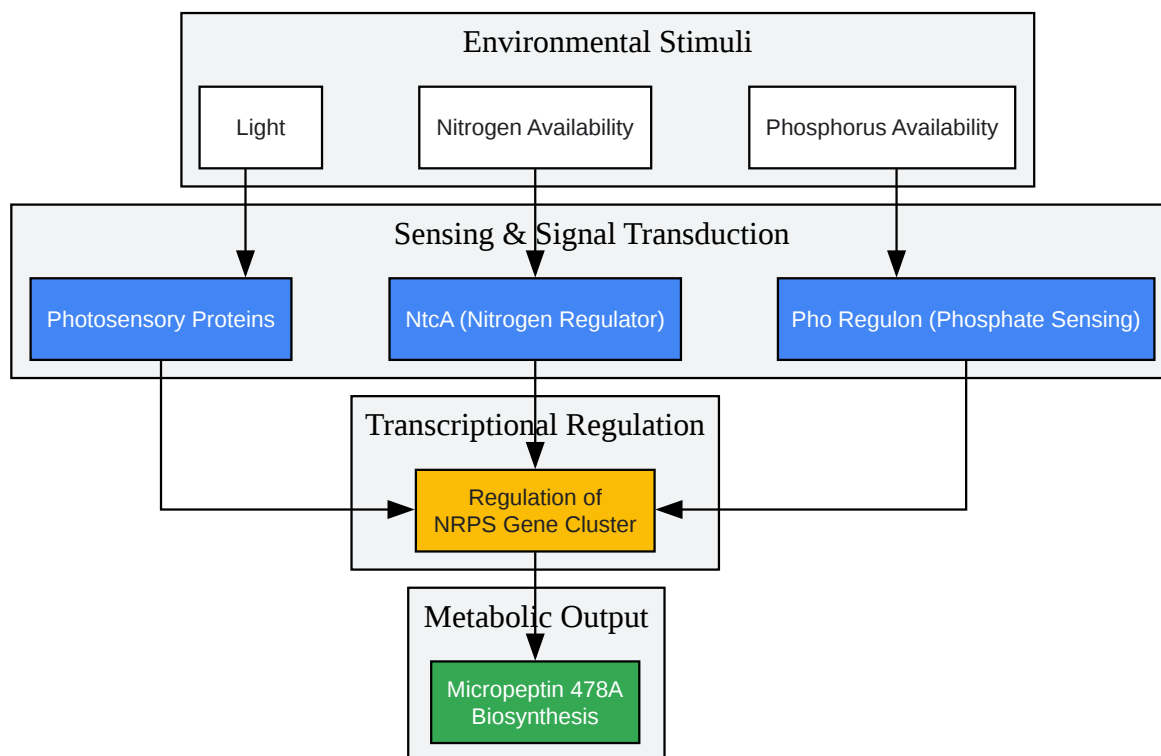 Environmental Stimuli
Light
Nitrogen Availability
Phosphorus Availability
Sensing & Signal Transduction
Photosensory Proteins
NtcA (Nitrogen Regulator)
Pho Regulon (Phosphate Sensing)
Transcriptional Regulation
Regulation of
NRPS Gene Cluster
Metabolic Output
Micropeptin 478A
Biosynthesis